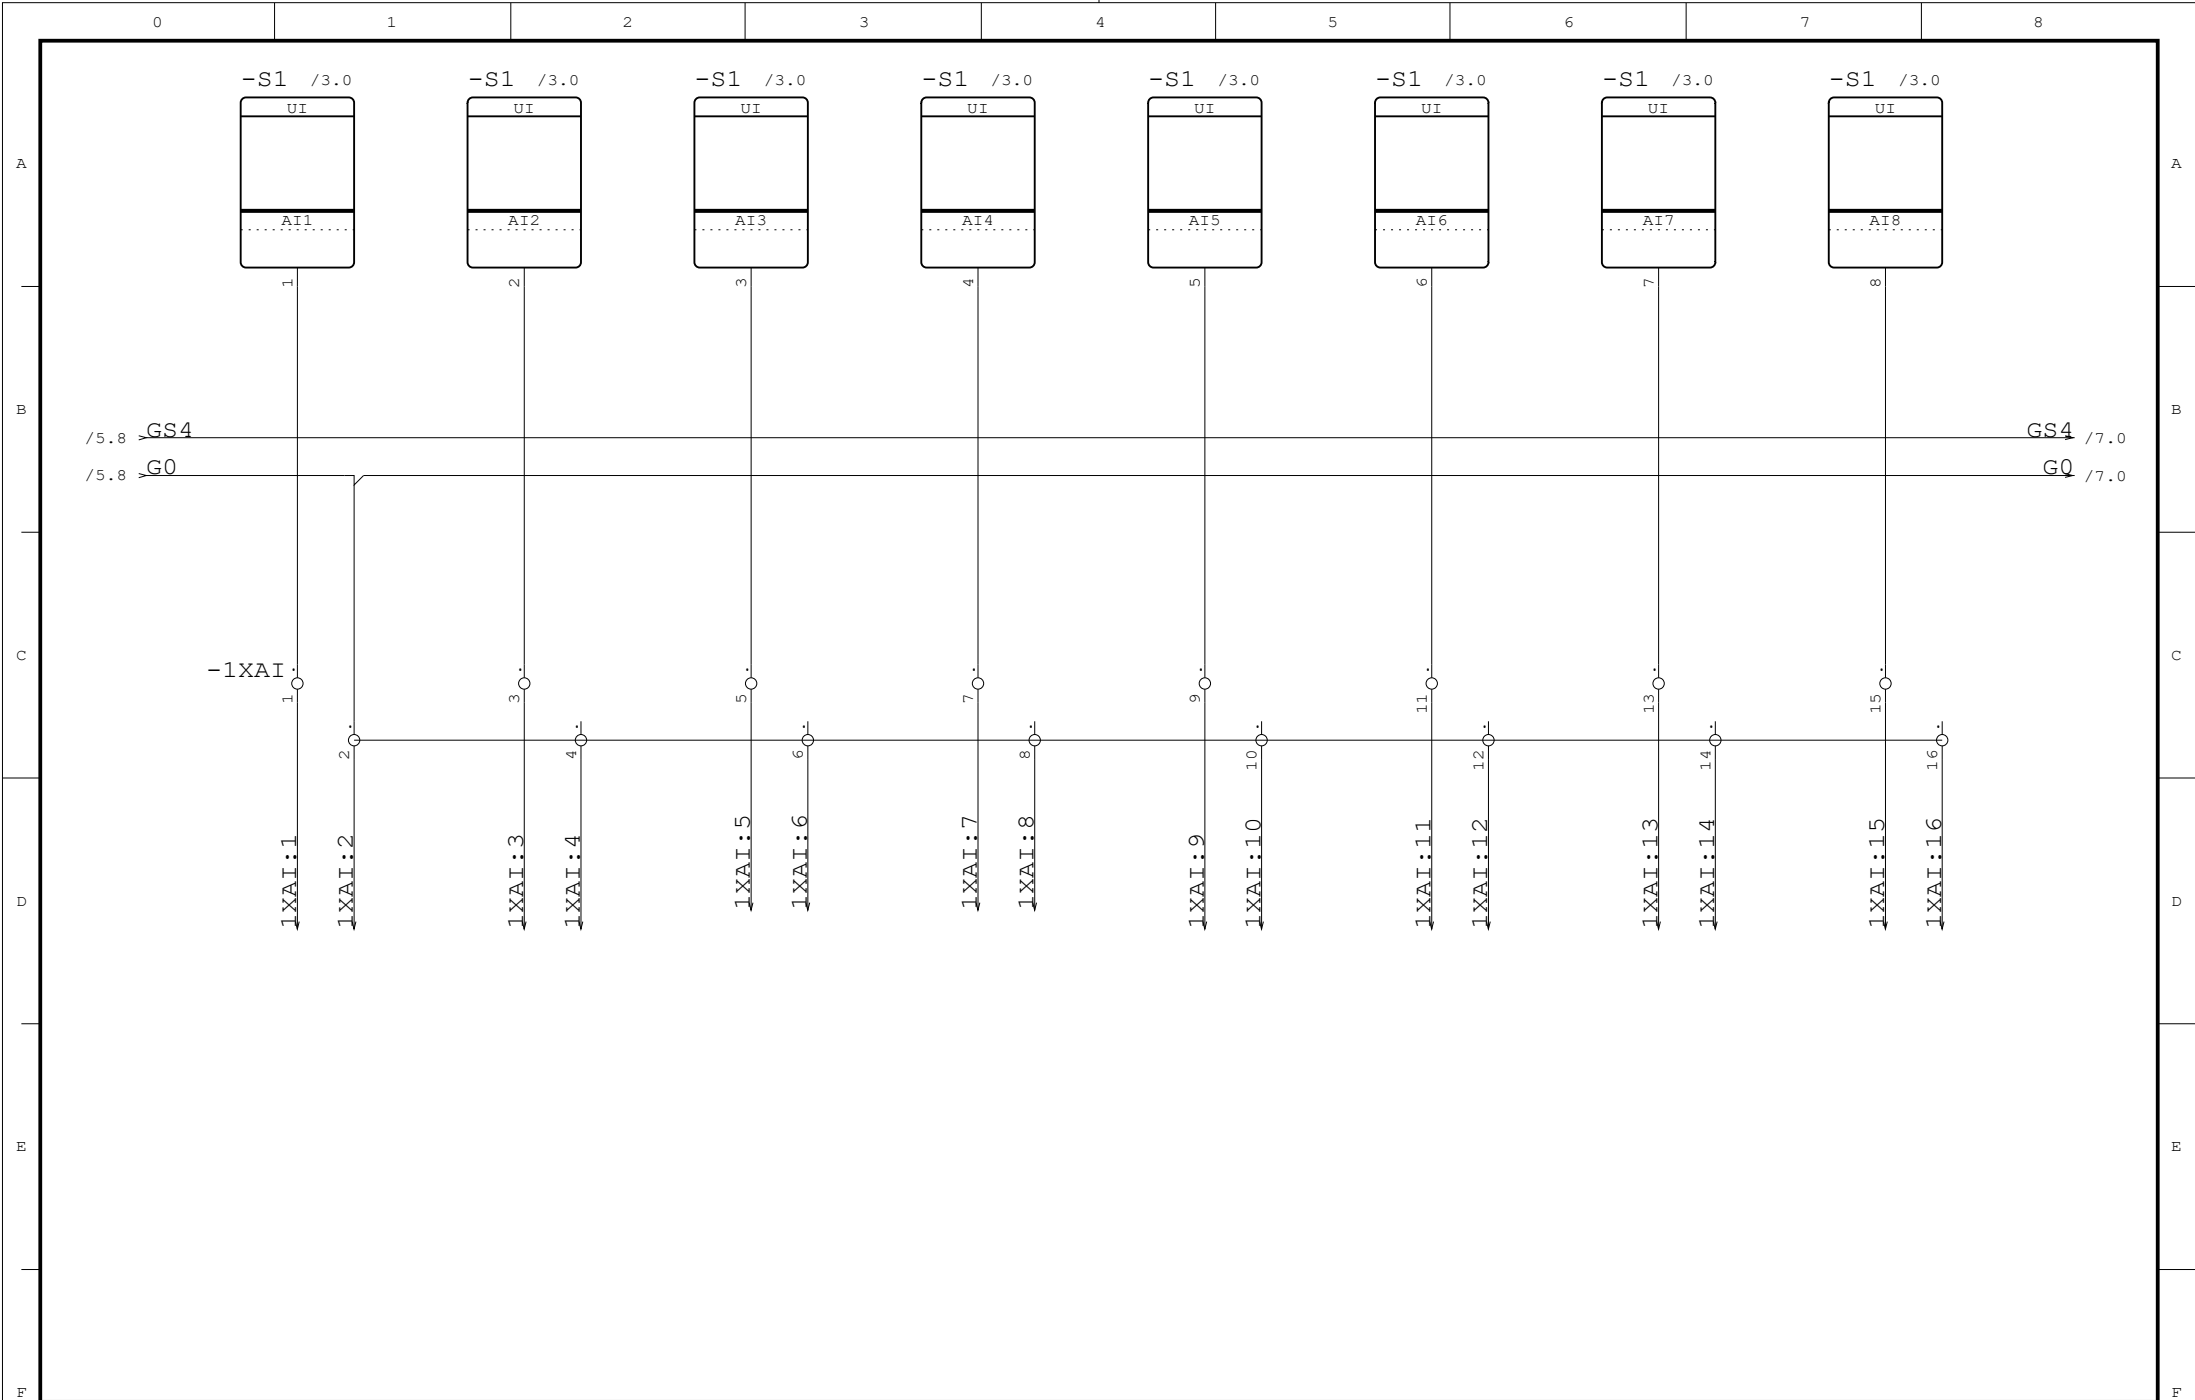 0 1 2 3 4 5 6 7 8
-S1 /3.0 -S1 /3.0 -S1 /3.0 -S1 /3.0 -S1 /3.0 -S1 /3.0 -S1 /3.0 -S1 /3.0
UI UI UI UI UI UI UI UI
A A
AI1 AI2 AI3 AI4 AI5 AI6 AI7 AI8
1 2 3 4 5 6 7 8
B B
/5.8 GS4 GS4 /7.0
/5.8 G0 G0 /7.0
C C
-1XAI
1 3 5 7 9 11 13 15
2 4 6 8 10 12 14 16
1XAI:1 1XAI:2 1XAI:3 1XAI:4 1XAI:5 1XAI:6 1XAI:7 1XAI:8 1XAI:9 1XAI:10 1XAI:11 1XAI:12 1XAI:13 1XAI:14 1XAI:15 1XAI:16
D D
E E
F F